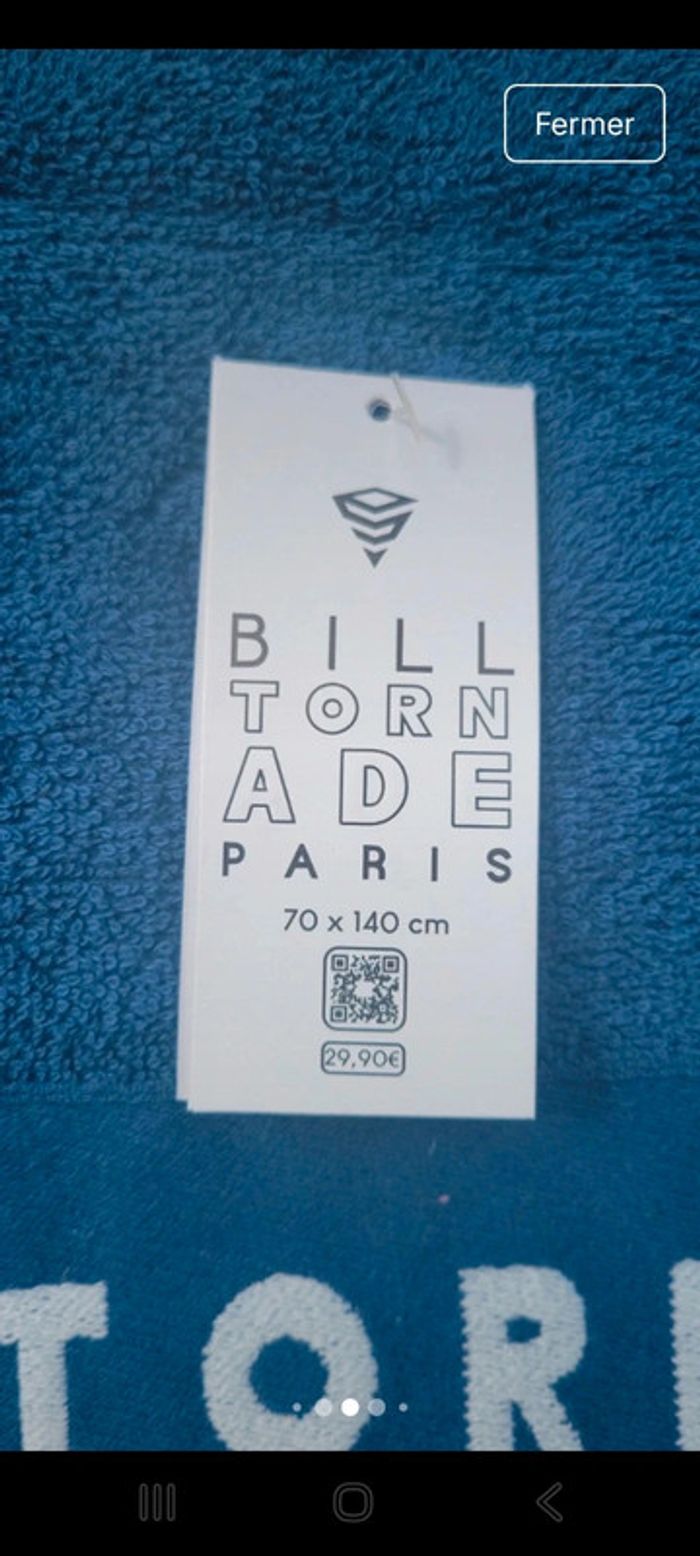 Fermer
BILL
TORN
ADE
PARIS
70 x 140 cm
29,90€
TOR